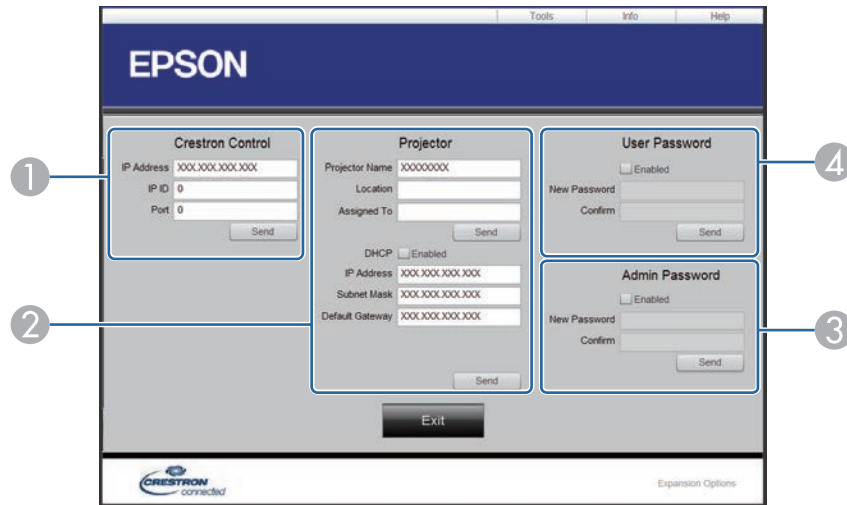 Tools Info Help
EPSON
1
Crestron Control
IP Address XXX.XXX.XXX.XXX
IP ID 0
Port 0
Send
2
Projector
Projector Name XXXXXXXX
Location
Assigned To
Send
DHCP Enabled
IP Address XXX.XXX.XXX.XXX
Subnet Mask XXX.XXX.XXX.XXX
Default Gateway XXX.XXX.XXX.XXX
Send
4
User Password
Enabled
New Password
Confirm
Send
3
Admin Password
Enabled
New Password
Confirm
Send
Exit
CRESTRON
connected
Expansion Options